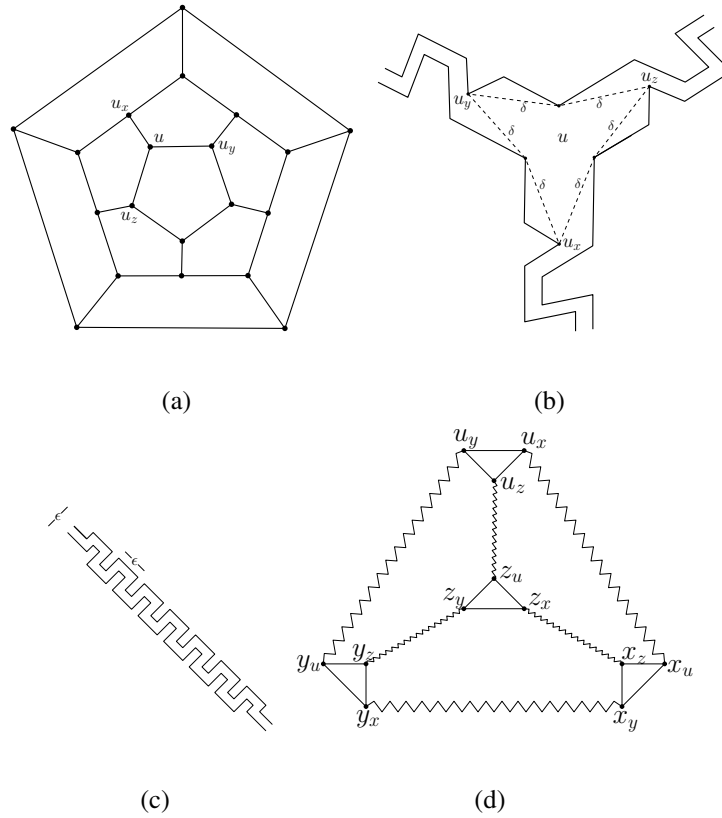 u_x
u
u_y
u_z
u_y
u_z
δ
δ
δ
u
δ
δ
δ
u_x
(a)
(b)
ϵ
ϵ
u_y
u_x
u_z
z_u
z_y
z_x
y_u
y_z
x_z
x_u
y_x
x_y
(c)
(d)